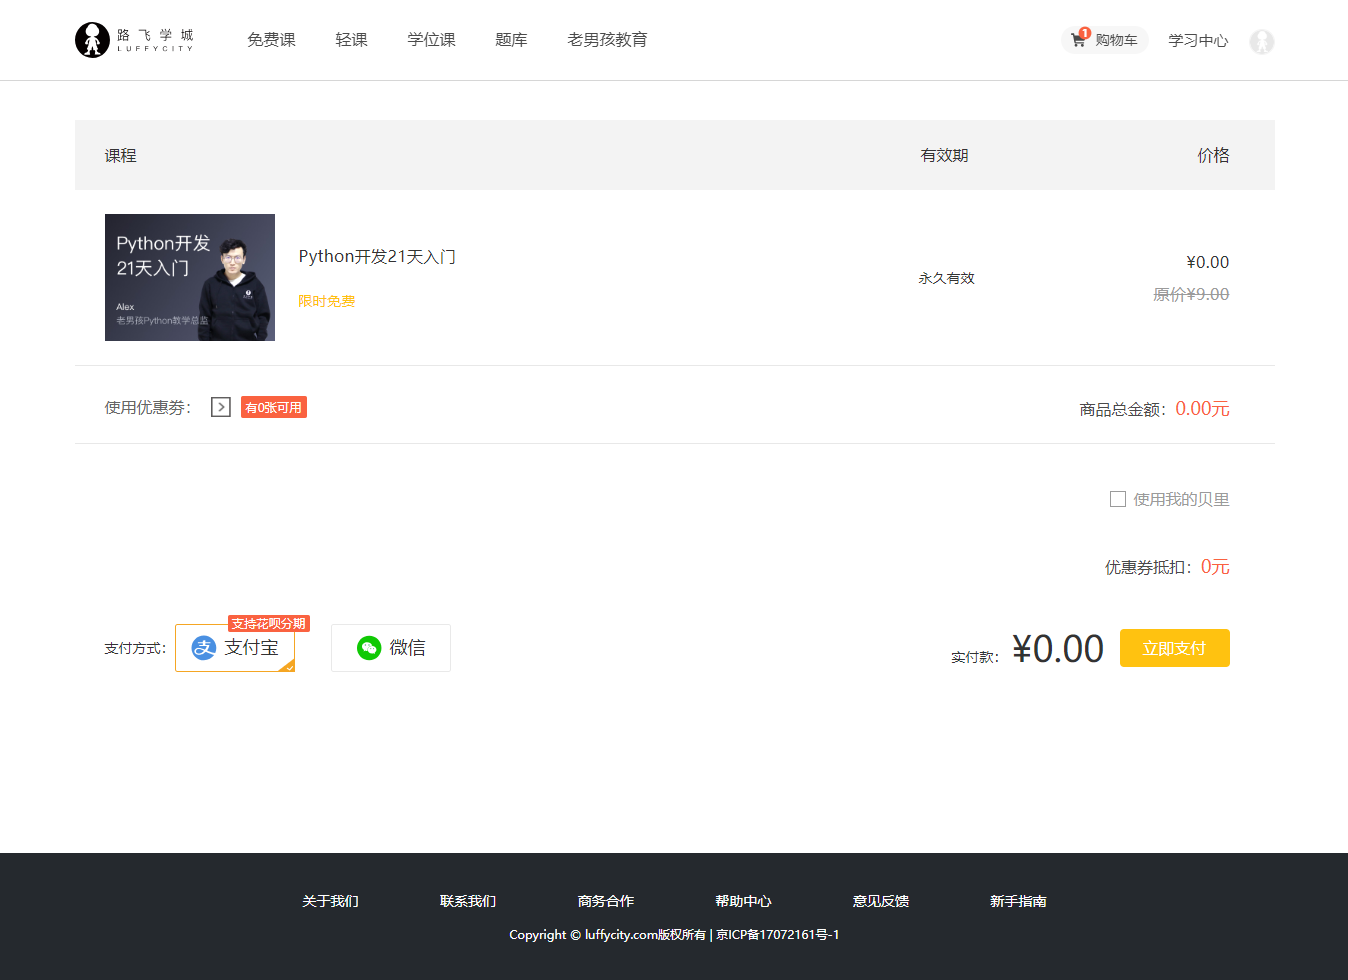 路飞学城
LUFFYCITY
免费课 轻课 学位课 题库 老男孩教育
1 购物车 学习中心
课程 有效期 价格
Python开发
21天入门
Alex
老男孩Python教学总监
Python开发21天入门
限时免费
永久有效
¥0.00
原价¥9.00
使用优惠劵： 有0张可用
商品总金额：0.00元
使用我的贝里
优惠券抵扣：0元
支持花呗分期
支付方式： 支 支付宝 微信
实付款： ¥0.00 立即支付
关于我们 联系我们 商务合作 帮助中心 意见反馈 新手指南
Copyright © luffycity.com版权所有 | 京ICP备17072161号-1